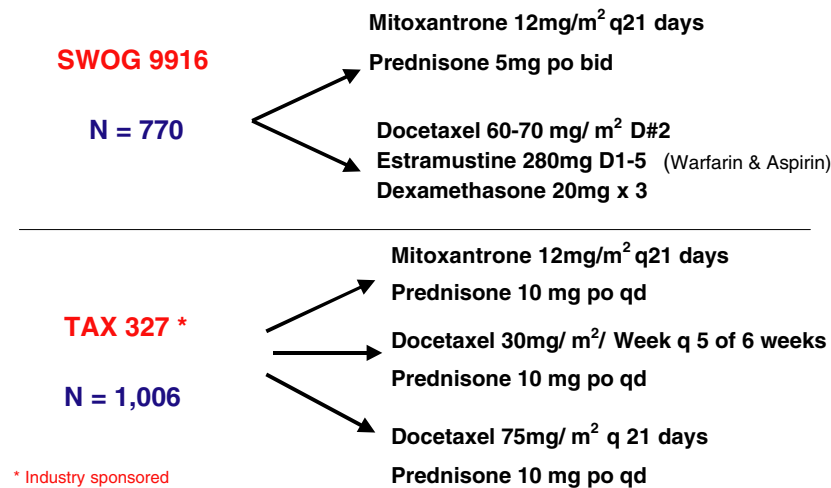 SWOG 9916
N = 770
Mitoxantrone 12mg/m² q21 days
Prednisone 5mg po bid
Docetaxel 60-70 mg/ m² D#2
Estramustine 280mg D1-5 (Warfarin & Aspirin)
Dexamethasone 20mg x 3
TAX 327 *
N = 1,006
Mitoxantrone 12mg/m² q21 days
Prednisone 10 mg po qd
Docetaxel 30mg/ m²/ Week q 5 of 6 weeks
Prednisone 10 mg po qd
Docetaxel 75mg/ m² q 21 days
Prednisone 10 mg po qd
* Industry sponsored